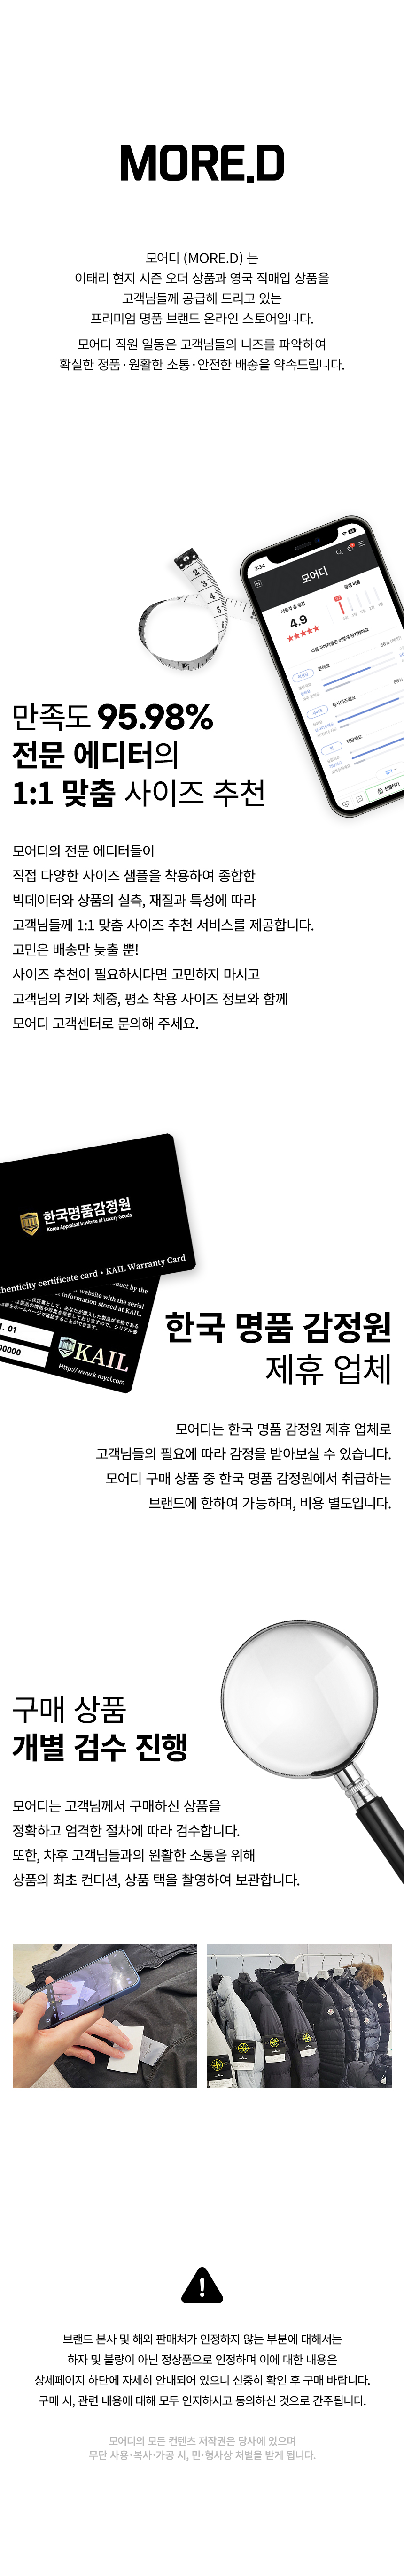 MORE.D
모어디 (MORE.D) 는
이태리 현지 시즌 오더 상품과 영국 직매입 상품을
고객님들께 공급해 드리고 있는
프리미엄 명품 브랜드 온라인 스토어입니다.
모어디 직원 일동은 고객님들의 니즈를 파악하여
확실한 정품·원활한 소통·안전한 배송을 약속드립니다.
3:34
모어디
사용자 총 평점
4.9
평점 비율
만족도 95.98%
전문 에디터의
1:1 맞춤 사이즈 추천
모어디의 전문 에디터들이
직접 다양한 사이즈 샘플을 착용하여 종합한
빅데이터와 상품의 실측, 재질과 특성에 따라
고객님들께 1:1 맞춤 사이즈 추천 서비스를 제공합니다.
고민은 배송만 늦출 뿐!
사이즈 추천이 필요하시다면 고민하지 마시고
고객님의 키와 체중, 평소 착용 사이즈 정보와 함께
모어디 고객센터로 문의해 주세요.
한국명품감정원
Korea Appraisal Institute of Luxury Goods
thenticity certificate card • KAIL Warranty Card
duct by the
website with the serial
information stored at KAIL.
. 01
00000
KAIL
Http://www.k-royal.com
한국 명품 감정원
제휴 업체
모어디는 한국 명품 감정원 제휴 업체로
고객님들의 필요에 따라 감정을 받아보실 수 있습니다.
모어디 구매 상품 중 한국 명품 감정원에서 취급하는
브랜드에 한하여 가능하며, 비용 별도입니다.
구매 상품
개별 검수 진행
모어디는 고객님께서 구매하신 상품을
정확하고 엄격한 절차에 따라 검수합니다.
또한, 차후 고객님들과의 원활한 소통을 위해
상품의 최초 컨디션, 상품 택을 촬영하여 보관합니다.
브랜드 본사 및 해외 판매처가 인정하지 않는 부분에 대해서는
하자 및 불량이 아닌 정상품으로 인정하며 이에 대한 내용은
상세페이지 하단에 자세히 안내되어 있으니 신중히 확인 후 구매 바랍니다.
구매 시, 관련 내용에 대해 모두 인지하시고 동의하신 것으로 간주됩니다.
모어디의 모든 컨텐츠 저작권은 당사에 있으며
무단 사용·복사·가공 시, 민·형사상 처벌을 받게 됩니다.